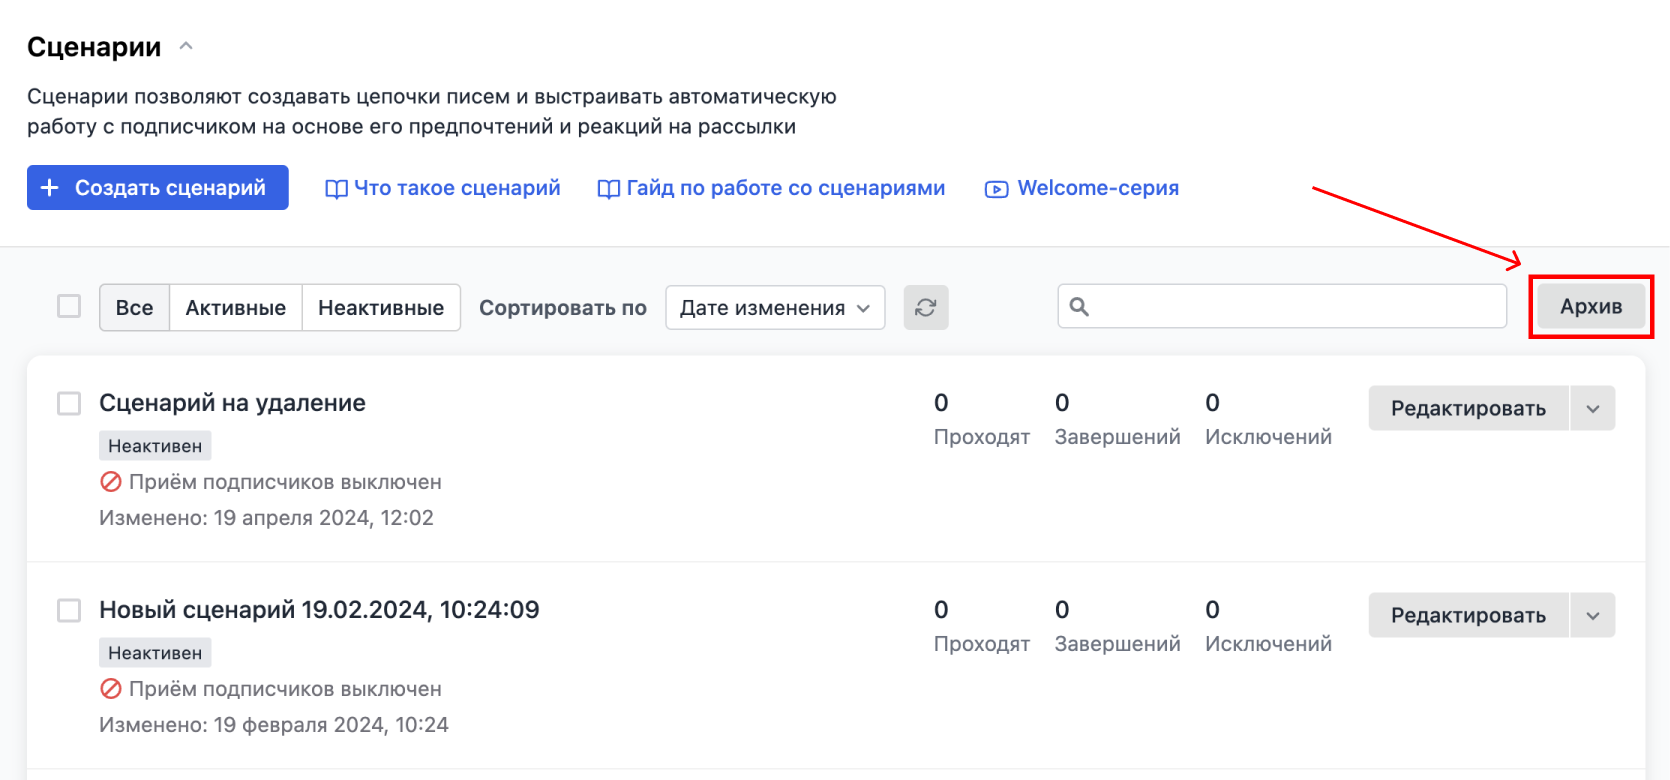 Сценарии
Сценарии позволяют создавать цепочки писем и выстраивать автоматическую
работу с подписчиком на основе его предпочтений и реакций на рассылки
Создать сценарий Что такое сценарий Гайд по работе со сценариями Welcome-серия
Все Активные Неактивные Сортировать по Дате изменения Архив
Сценарий на удаление 0 0 0 Редактировать
Проходят Завершений Исключений
Неактивен
Приём подписчиков выключен
Изменено: 19 апреля 2024, 12:02
Новый сценарий 19.02.2024, 10:24:09 0 0 0 Редактировать
Проходят Завершений Исключений
Неактивен
Приём подписчиков выключен
Изменено: 19 февраля 2024, 10:24